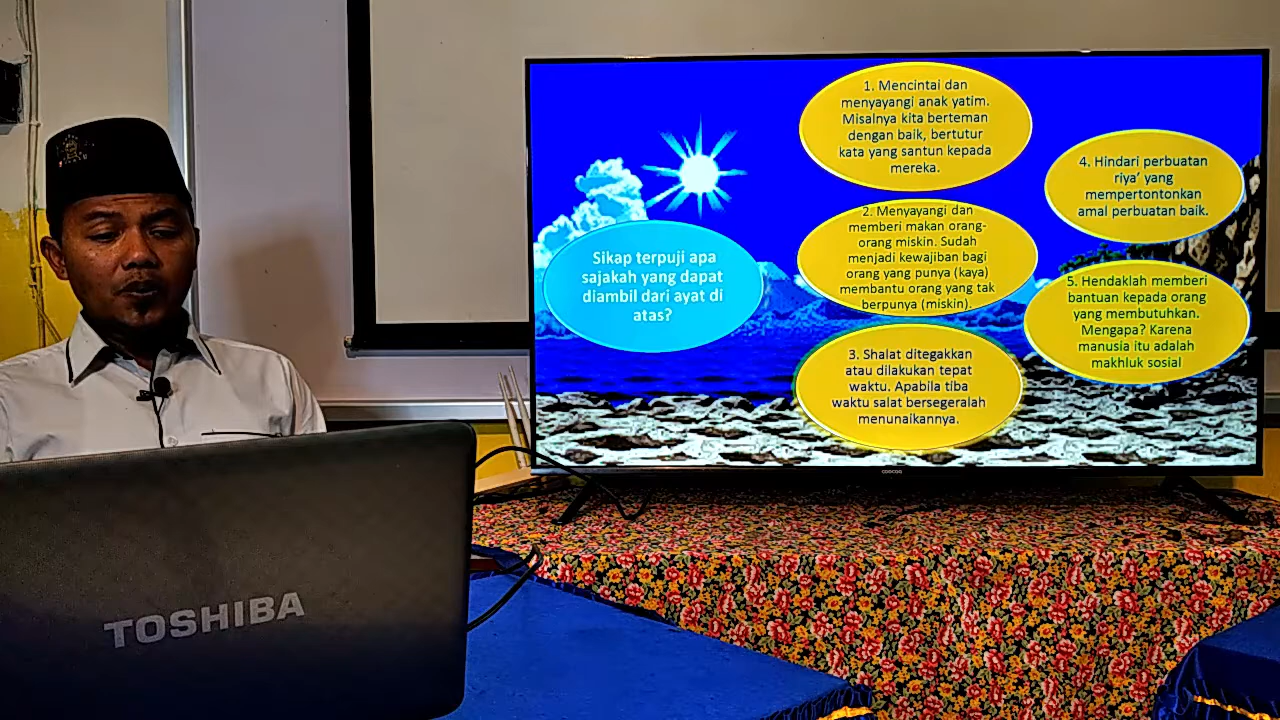 Sikap terpuji apa
sajakah yang dapat
diambil dari ayat di
atas?
1. Mencintai dan
menyayangi anak yatim.
Misalnya kita berteman
dengan baik, bertutur
kata yang santun kepada
mereka.
2. Menyayangi dan
memberi makan orang-
orang miskin. Sudah
menjadi kewajiban bagi
orang yang punya (kaya)
membantu orang yang tak
berpunya (miskin).
3. Shalat ditegakkan
atau dilakukan tepat
waktu. Apabila tiba
waktu salat bersegeralah
menunaikannya.
4. Hindari perbuatan
riya’ yang
mempertontonkan
amal perbuatan baik.
5. Hendaklah memberi
bantuan kepada orang
yang membutuhkan.
Mengapa? Karena
manusia itu adalah
makhluk sosial
coocaa
TOSHIBA